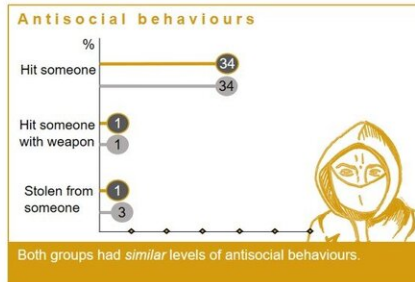 Antisocial behaviours
%
Hit someone
34
34
Hit someone
with weapon
1
1
Stolen from
someone
1
3
Both groups had similar levels of antisocial behaviours.